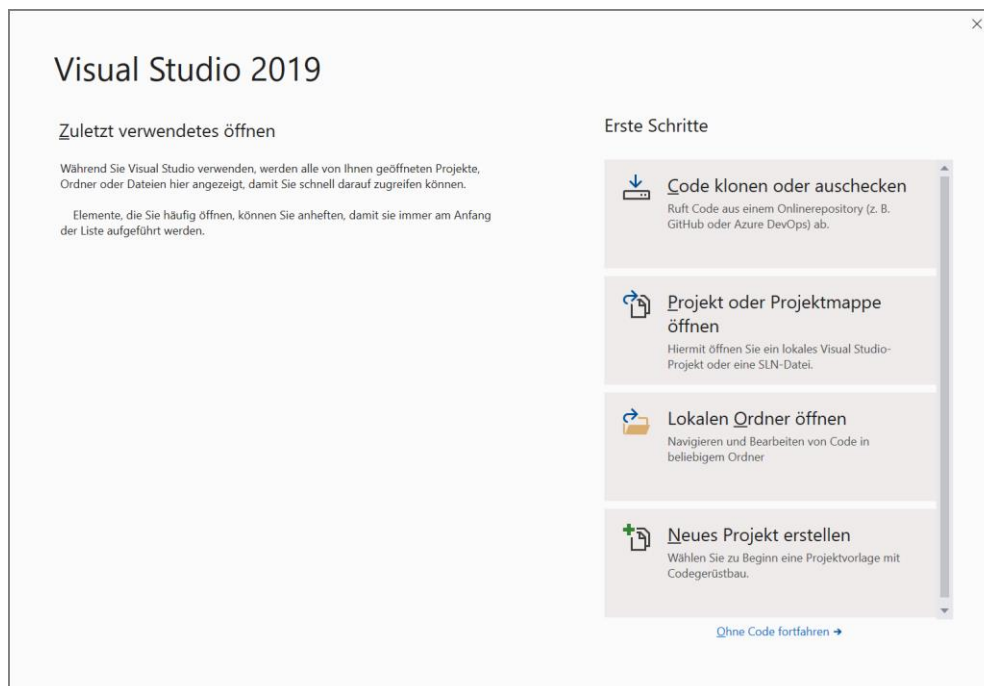 Visual Studio 2019
Zuletzt verwendetes öffnen
Während Sie Visual Studio verwenden, werden alle von Ihnen geöffneten Projekte,
Ordner oder Dateien hier angezeigt, damit Sie schnell darauf zugreifen können.
Elemente, die Sie häufig öffnen, können Sie anheften, damit sie immer am Anfang
der Liste aufgeführt werden.
Erste Schritte
Code klonen oder auschecken
Ruft Code aus einem Onlinerepository (z. B.
GitHub oder Azure DevOps) ab.
Projekt oder Projektmappe
öffnen
Hiermit öffnen Sie ein lokales Visual Studio-
Projekt oder eine SLN-Datei.
Lokalen Ordner öffnen
Navigieren und Bearbeiten von Code in
beliebigem Ordner
Neues Projekt erstellen
Wählen Sie zu Beginn eine Projektvorlage mit
Codegerüstbau.
Ohne Code fortfahren →